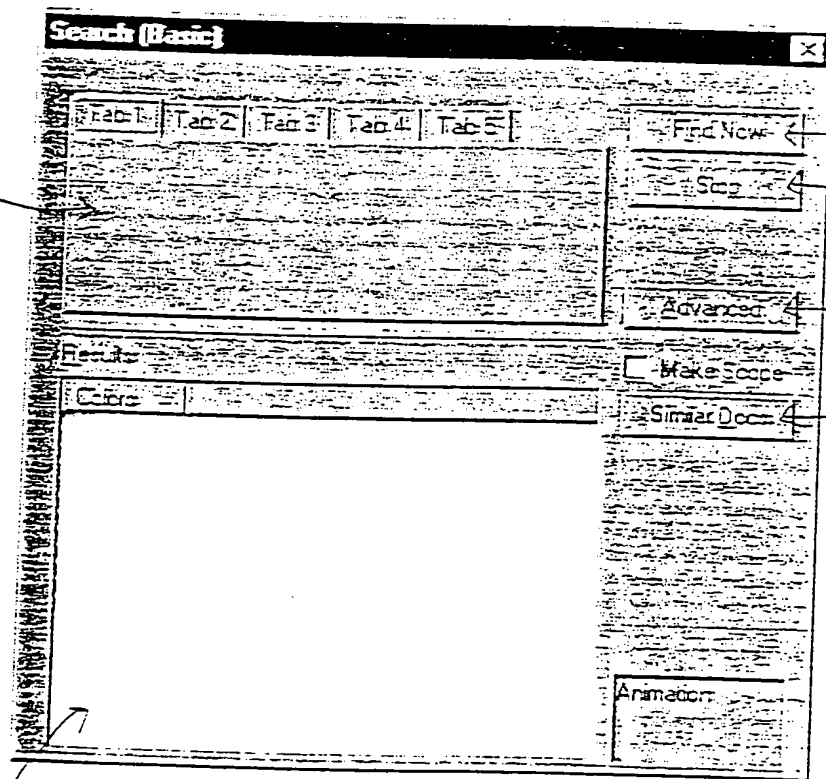 Search (Basic)
Tab 1 Tab 2 Tab 3 Tab 4 Tab 5
Find Now
Stop
Advanced
Results
Make Scope
Similar Docs
Animation